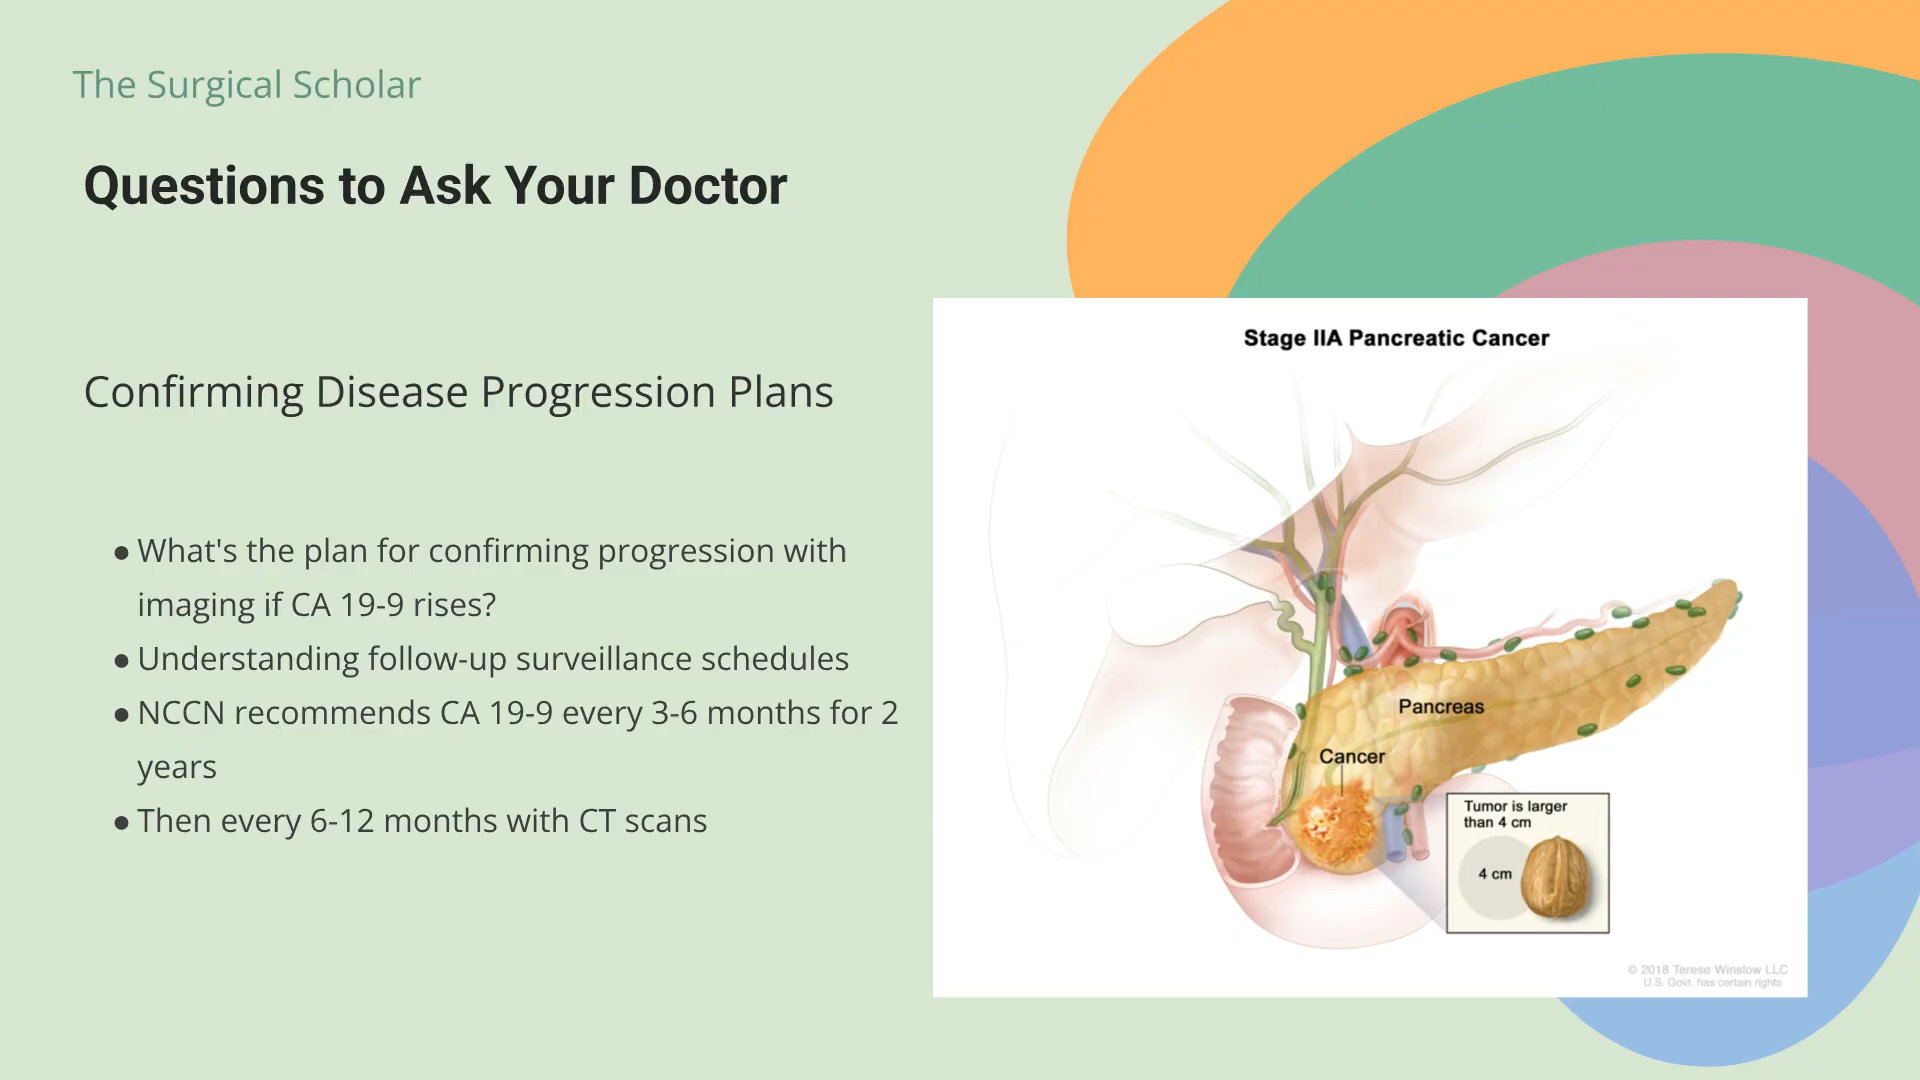 The Surgical Scholar
Questions to Ask Your Doctor
Confirming Disease Progression Plans
● What's the plan for confirming progression with
imaging if CA 19-9 rises?
● Understanding follow-up surveillance schedules
● NCCN recommends CA 19-9 every 3-6 months for 2
years
● Then every 6-12 months with CT scans
Stage IIA Pancreatic Cancer
Pancreas
Cancer
Tumor is larger
than 4 cm
4 cm
© 2018 Terese Winslow LLC
U.S. Govt. has certain rights